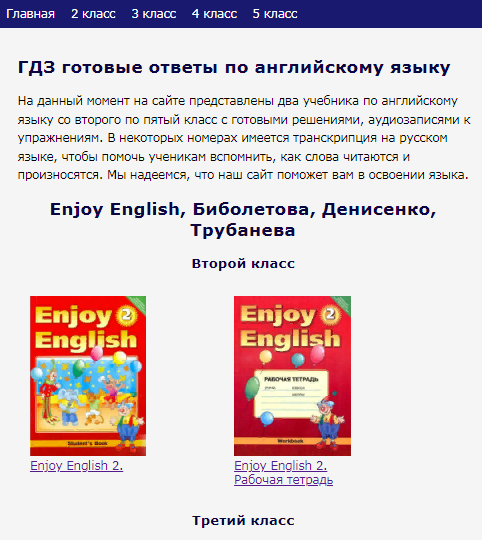 Главная 2 класс 3 класс 4 класс 5 класс
ГДЗ готовые ответы по английскому языку
На данный момент на сайте представлены два учебника по английскому
языку со второго по пятый класс с готовыми решениями, аудиозаписями к
упражнениям. В некоторых номерах имеется транскрипция на русском
языке, чтобы помочь ученикам вспомнить, как слова читаются и
произносятся. Мы надеемся, что наш сайт поможет вам в освоении языка.
Enjoy English, Биболетова, Денисенко,
Трубанева
Второй класс
Enjoy 2
English
Student's Book
Enjoy English 2.
Enjoy 2
English
РАБОЧАЯ ТЕТРАДЬ
Workbook
Enjoy English 2.
Рабочая тетрадь
Третий класс